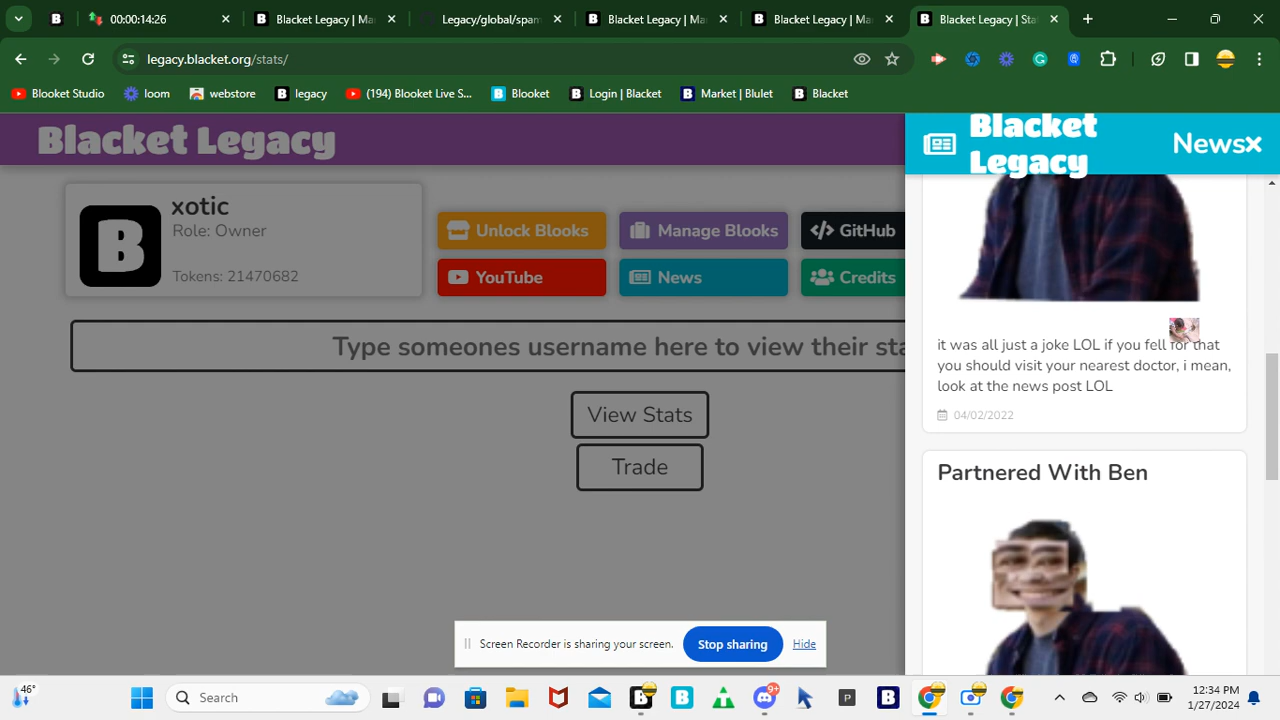 00:00:14:26
Blacket Legacy | Ma
Legacy/global/spam
Blacket Legacy | Ma
Blacket Legacy | Ma
Blacket Legacy | Sta
legacy.blacket.org/stats/
Blooket Studio
loom
webstore
legacy
(194) Blooket Live S...
Blooket
Login | Blacket
Market | Blulet
Blacket
Blacket Legacy
Blacket
Legacy
News
xotic
Role: Owner
Tokens: 21470682
Unlock Blooks
Manage Blooks
GitHub
YouTube
News
Credits
Type someones username here to view their sta
View Stats
Trade
it was all just a joke LOL if you fell for that
you should visit your nearest doctor, i mean,
look at the news post LOL
04/02/2022
Partnered With Ben
Screen Recorder is sharing your screen.
Stop sharing
Hide
46°
Search
9+
12:34 PM
1/27/2024